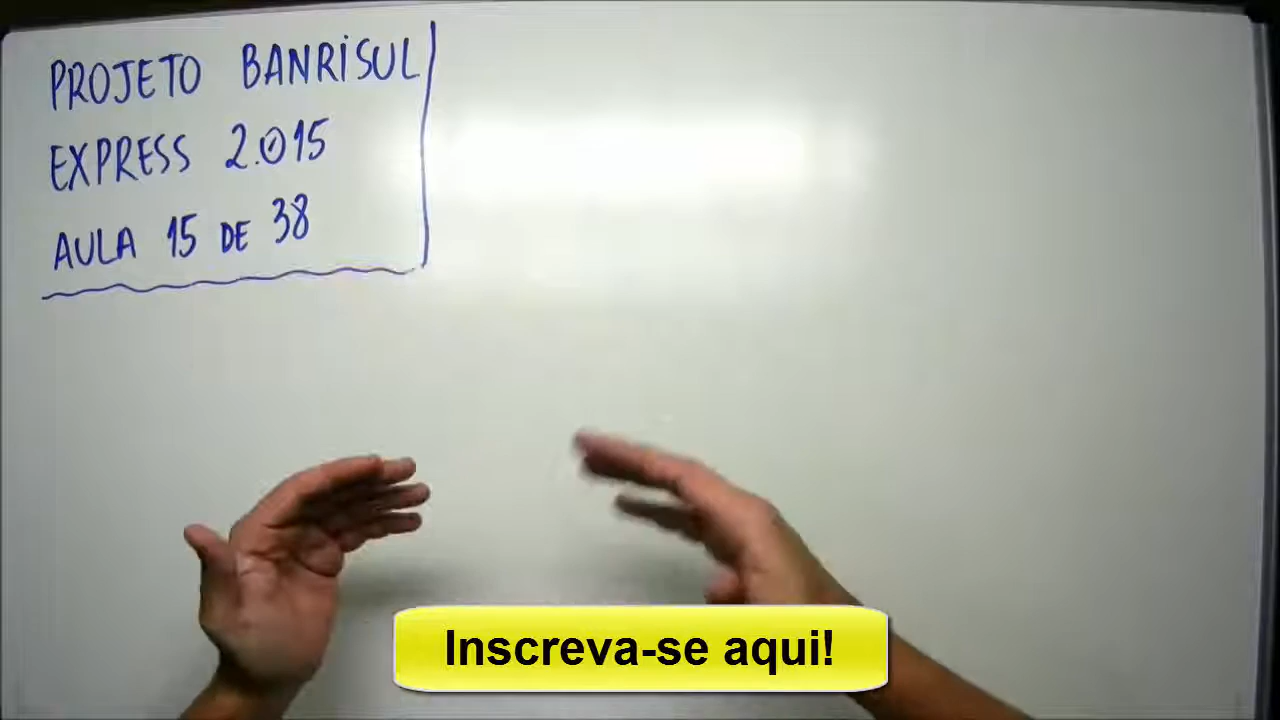 PROJETO BANRISUL
EXPRESS 2.015
AULA 15 DE 38
Inscreva-se aqui!